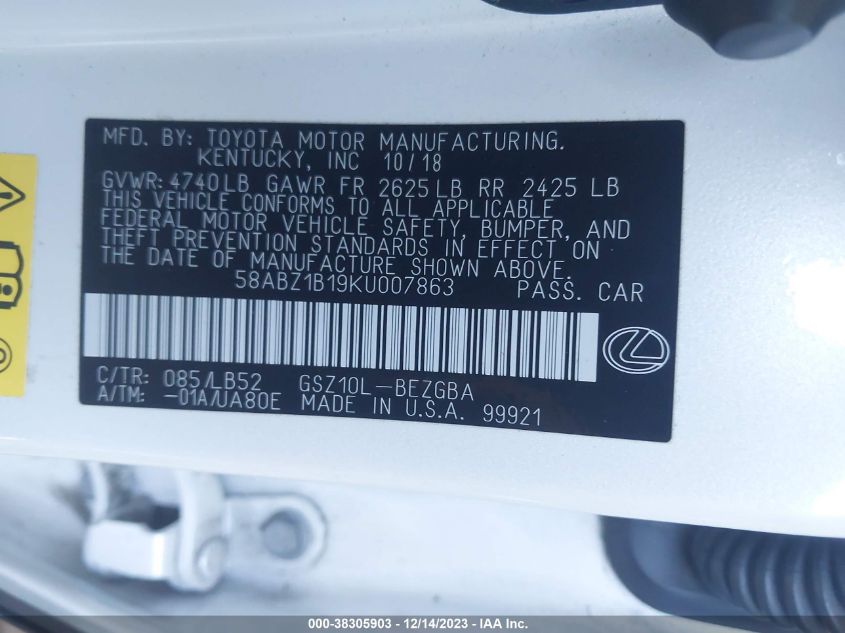 MFD. BY: TOYOTA MOTOR MANUFACTURING.
KENTUCKY, INC 10/18
GVWR: 4740LB GAWR FR 2625LB RR 2425 LB
THIS VEHICLE CONFORMS TO ALL APPLICABLE
FEDERAL MOTOR VEHICLE SAFETY, BUMPER, AND
THEFT PREVENTION STANDARDS IN EFFECT ON
THE DATE OF MANUFACTURE SHOWN ABOVE.
58ABZ1B19KU007863 PASS. CAR
C/TR: 085/LB52 GSZ10L-BEZGBA
A/TM: -01A/UA80E MADE IN U.S.A. 99921
000-38305903 - 12/14/2023 - IAA Inc.